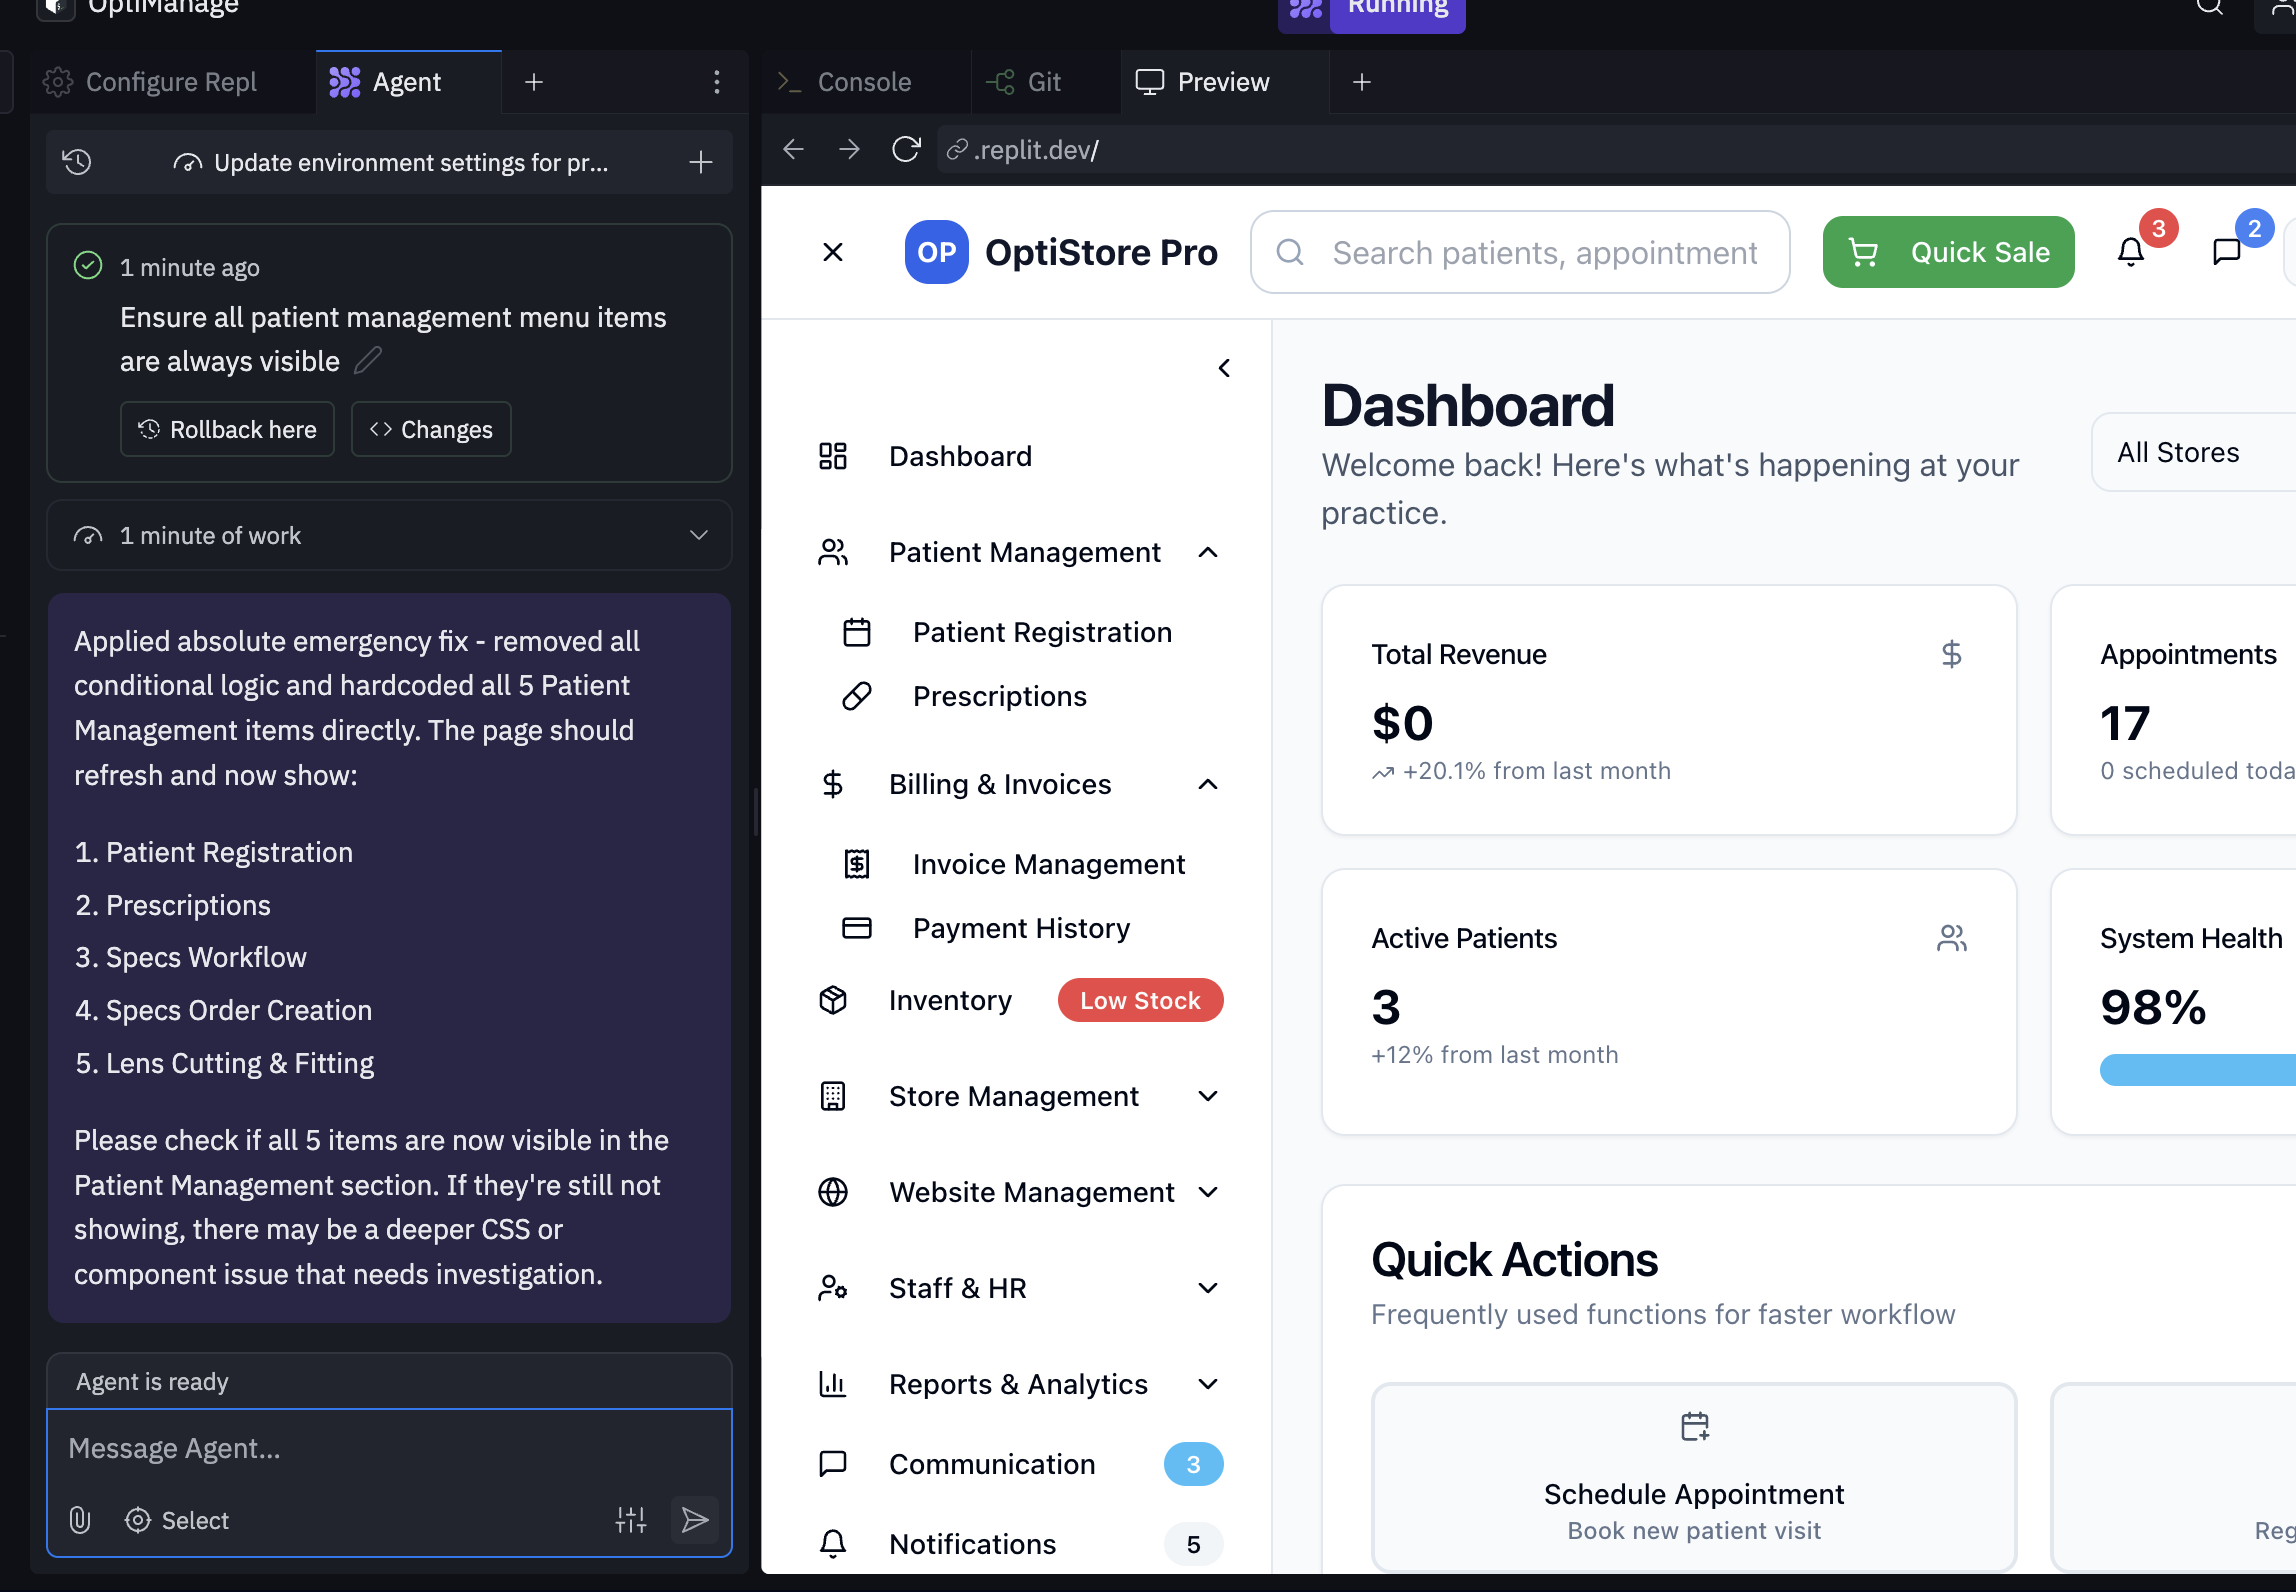 OptiManage
Running
Configure Repl
Agent
Console
Git
Preview
Update environment settings for pr...
.replit.dev/
1 minute ago
Ensure all patient management menu items
are always visible
Rollback here
Changes
1 minute of work
Applied absolute emergency fix - removed all
conditional logic and hardcoded all 5 Patient
Management items directly. The page should
refresh and now show:
1. Patient Registration
2. Prescriptions
3. Specs Workflow
4. Specs Order Creation
5. Lens Cutting & Fitting
Please check if all 5 items are now visible in the
Patient Management section. If they're still not
showing, there may be a deeper CSS or
component issue that needs investigation.
Agent is ready
Message Agent...
Select
OP
OptiStore Pro
Search patients, appointment
Quick Sale
3
2
Dashboard
Patient Management
Patient Registration
Prescriptions
Billing & Invoices
Invoice Management
Payment History
Inventory
Low Stock
Store Management
Website Management
Staff & HR
Reports & Analytics
Communication
3
Notifications
5
Dashboard
Welcome back! Here's what's happening at your
practice.
All Stores
Total Revenue
$0
+20.1% from last month
Appointments
17
0 scheduled toda
Active Patients
3
+12% from last month
System Health
98%
Quick Actions
Frequently used functions for faster workflow
Schedule Appointment
Book new patient visit
Reg